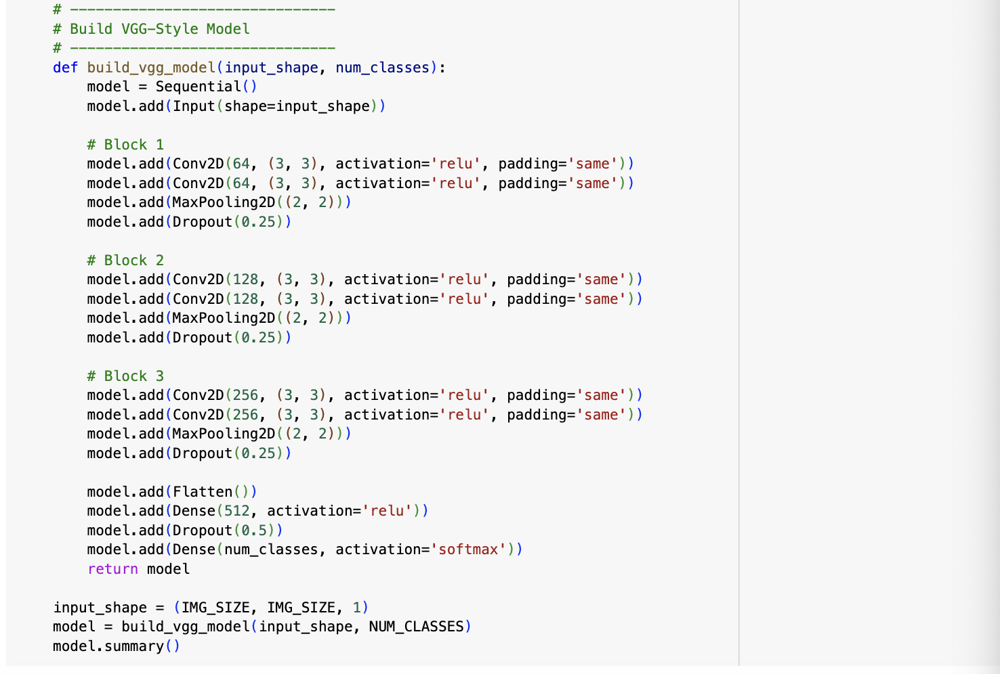 # -------------------------------
# Build VGG-Style Model
# -------------------------------
def build_vgg_model(input_shape, num_classes):
    model = Sequential()
    model.add(Input(shape=input_shape))

    # Block 1
    model.add(Conv2D(64, (3, 3), activation='relu', padding='same'))
    model.add(Conv2D(64, (3, 3), activation='relu', padding='same'))
    model.add(MaxPooling2D((2, 2)))
    model.add(Dropout(0.25))

    # Block 2
    model.add(Conv2D(128, (3, 3), activation='relu', padding='same'))
    model.add(Conv2D(128, (3, 3), activation='relu', padding='same'))
    model.add(MaxPooling2D((2, 2)))
    model.add(Dropout(0.25))

    # Block 3
    model.add(Conv2D(256, (3, 3), activation='relu', padding='same'))
    model.add(Conv2D(256, (3, 3), activation='relu', padding='same'))
    model.add(MaxPooling2D((2, 2)))
    model.add(Dropout(0.25))

    model.add(Flatten())
    model.add(Dense(512, activation='relu'))
    model.add(Dropout(0.5))
    model.add(Dense(num_classes, activation='softmax'))
    return model

input_shape = (IMG_SIZE, IMG_SIZE, 1)
model = build_vgg_model(input_shape, NUM_CLASSES)
model.summary()